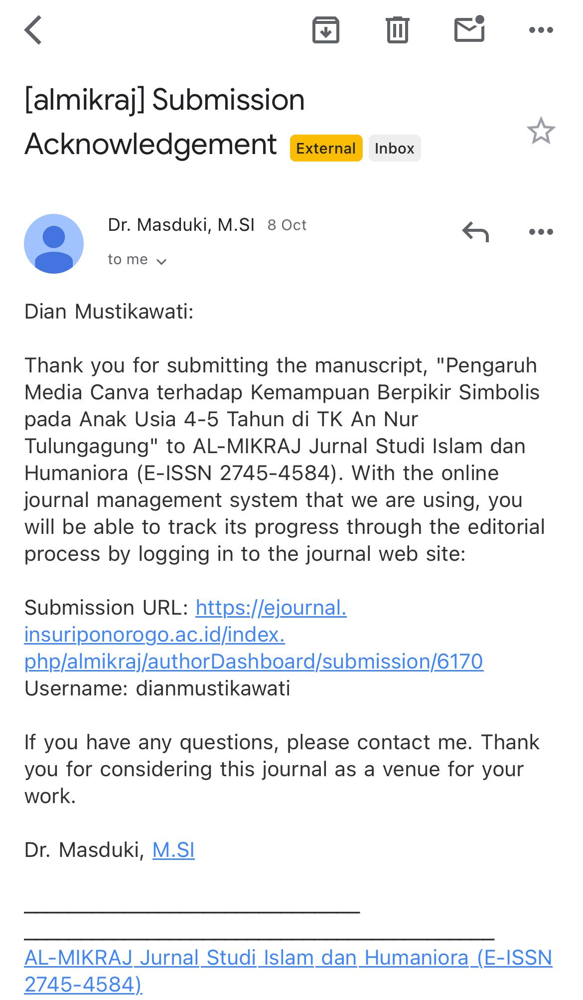 [almikraj] Submission
Acknowledgement External Inbox
Dr. Masduki, M.SI 8 Oct
to me
Dian Mustikawati:
Thank you for submitting the manuscript, "Pengaruh
Media Canva terhadap Kemampuan Berpikir Simbolis
pada Anak Usia 4-5 Tahun di TK An Nur
Tulungagung" to AL-MIKRAJ Jurnal Studi Islam dan
Humaniora (E-ISSN 2745-4584). With the online
journal management system that we are using, you
will be able to track its progress through the editorial
process by logging in to the journal web site:
Submission URL: https://ejournal.
insuriponorogo.ac.id/index.
php/almikraj/authorDashboard/submission/6170
Username: dianmustikawati
If you have any questions, please contact me. Thank
you for considering this journal as a venue for your
work.
Dr. Masduki, M.SI
AL-MIKRAJ Jurnal Studi Islam dan Humaniora (E-ISSN
2745-4584)